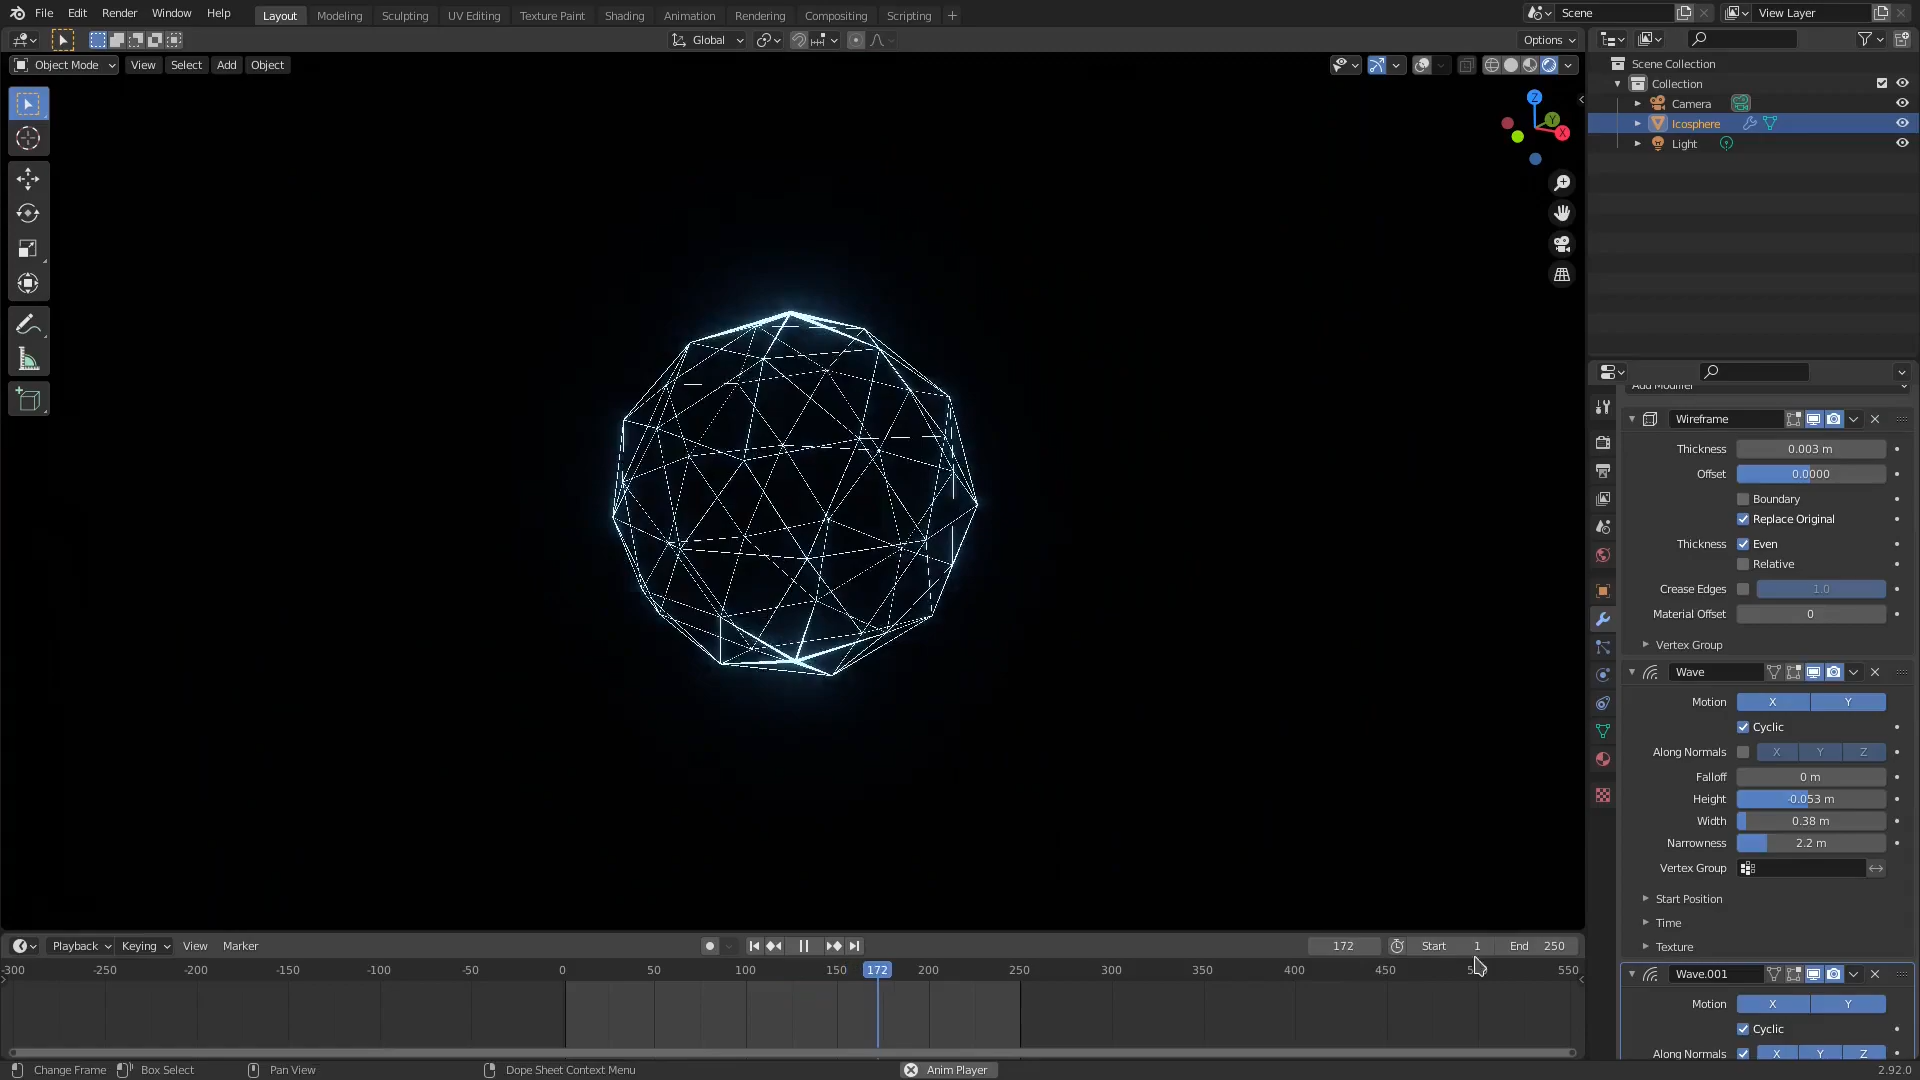 File Edit Render Window Help Layout Modeling Sculpting UV Editing Texture Paint Shading Animation Rendering Compositing Scripting + Scene View Layer
Global Options
Object Mode View Select Add Object
Z
Y
X
Scene Collection
Collection
Camera
Icosphere
Light
Add Modifier
Wireframe
Thickness 0.003 m
Offset 0.0000
Boundary
Replace Original
Thickness Even
Relative
Crease Edges 1.0
Material Offset 0
Vertex Group
Wave
Motion X Y
Cyclic
Along Normals X Y Z
Falloff 0 m
Height -0.053 m
Width 0.38 m
Narrowness 2.2 m
Vertex Group
Start Position
Time
Texture
Wave.001
Motion X Y
Cyclic
Along Normals X Y Z
Playback Keying View Marker 172 Start 1 End 250
-300 -250 -200 -150 -100 -50 0 50 100 150 172 200 250 300 350 400 450 550
Change Frame Box Select Pan View Dope Sheet Context Menu Anim Player 2.92.0